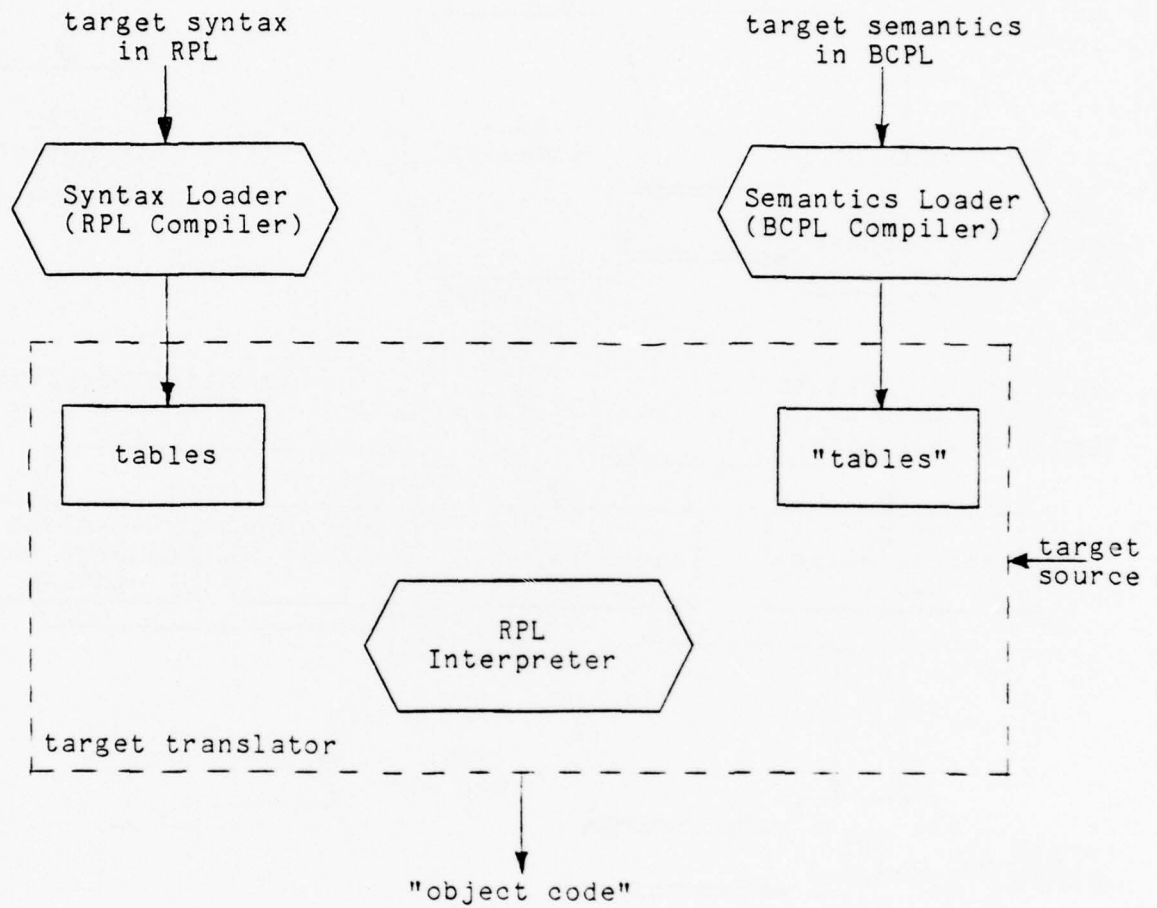 target syntax
in RPL
target semantics
in BCPL
Syntax Loader
(RPL Compiler)
Semantics Loader
(BCPL Compiler)
tables
"tables"
target
source
RPL
Interpreter
target translator
"object code"